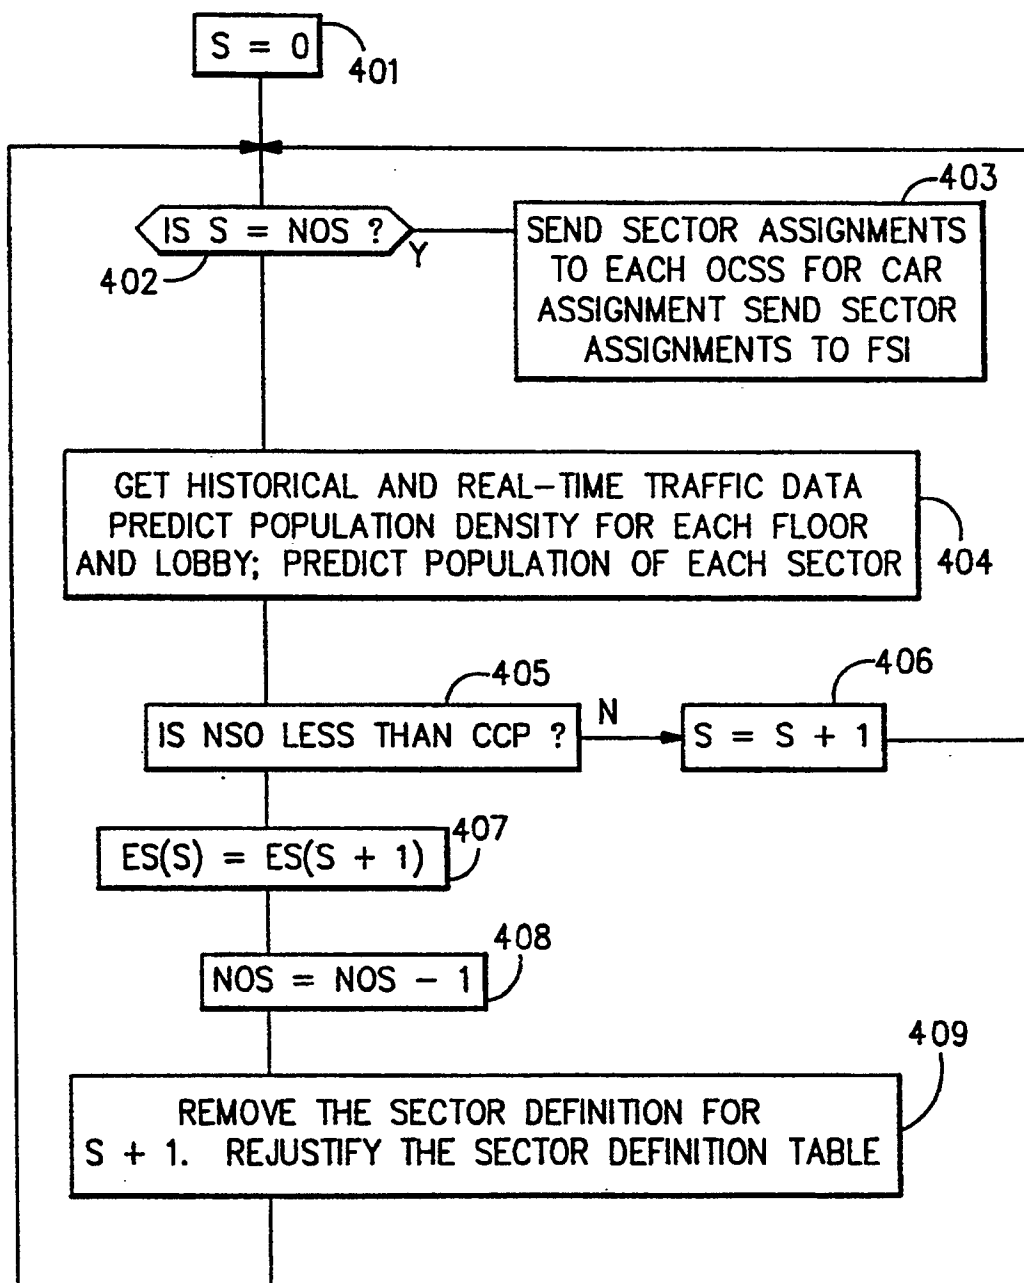 S = 0
401
IS S = NOS ?
402
Y
403
SEND SECTOR ASSIGNMENTS
TO EACH OCSS FOR CAR
ASSIGNMENT SEND SECTOR
ASSIGNMENTS TO FSI
GET HISTORICAL AND REAL-TIME TRAFFIC DATA
PREDICT POPULATION DENSITY FOR EACH FLOOR
AND LOBBY; PREDICT POPULATION OF EACH SECTOR
404
405
IS NSO LESS THAN CCP ?
N
406
S = S + 1
407
ES(S) = ES(S + 1)
408
NOS = NOS - 1
409
REMOVE THE SECTOR DEFINITION FOR
S + 1. REJUSTIFY THE SECTOR DEFINITION TABLE